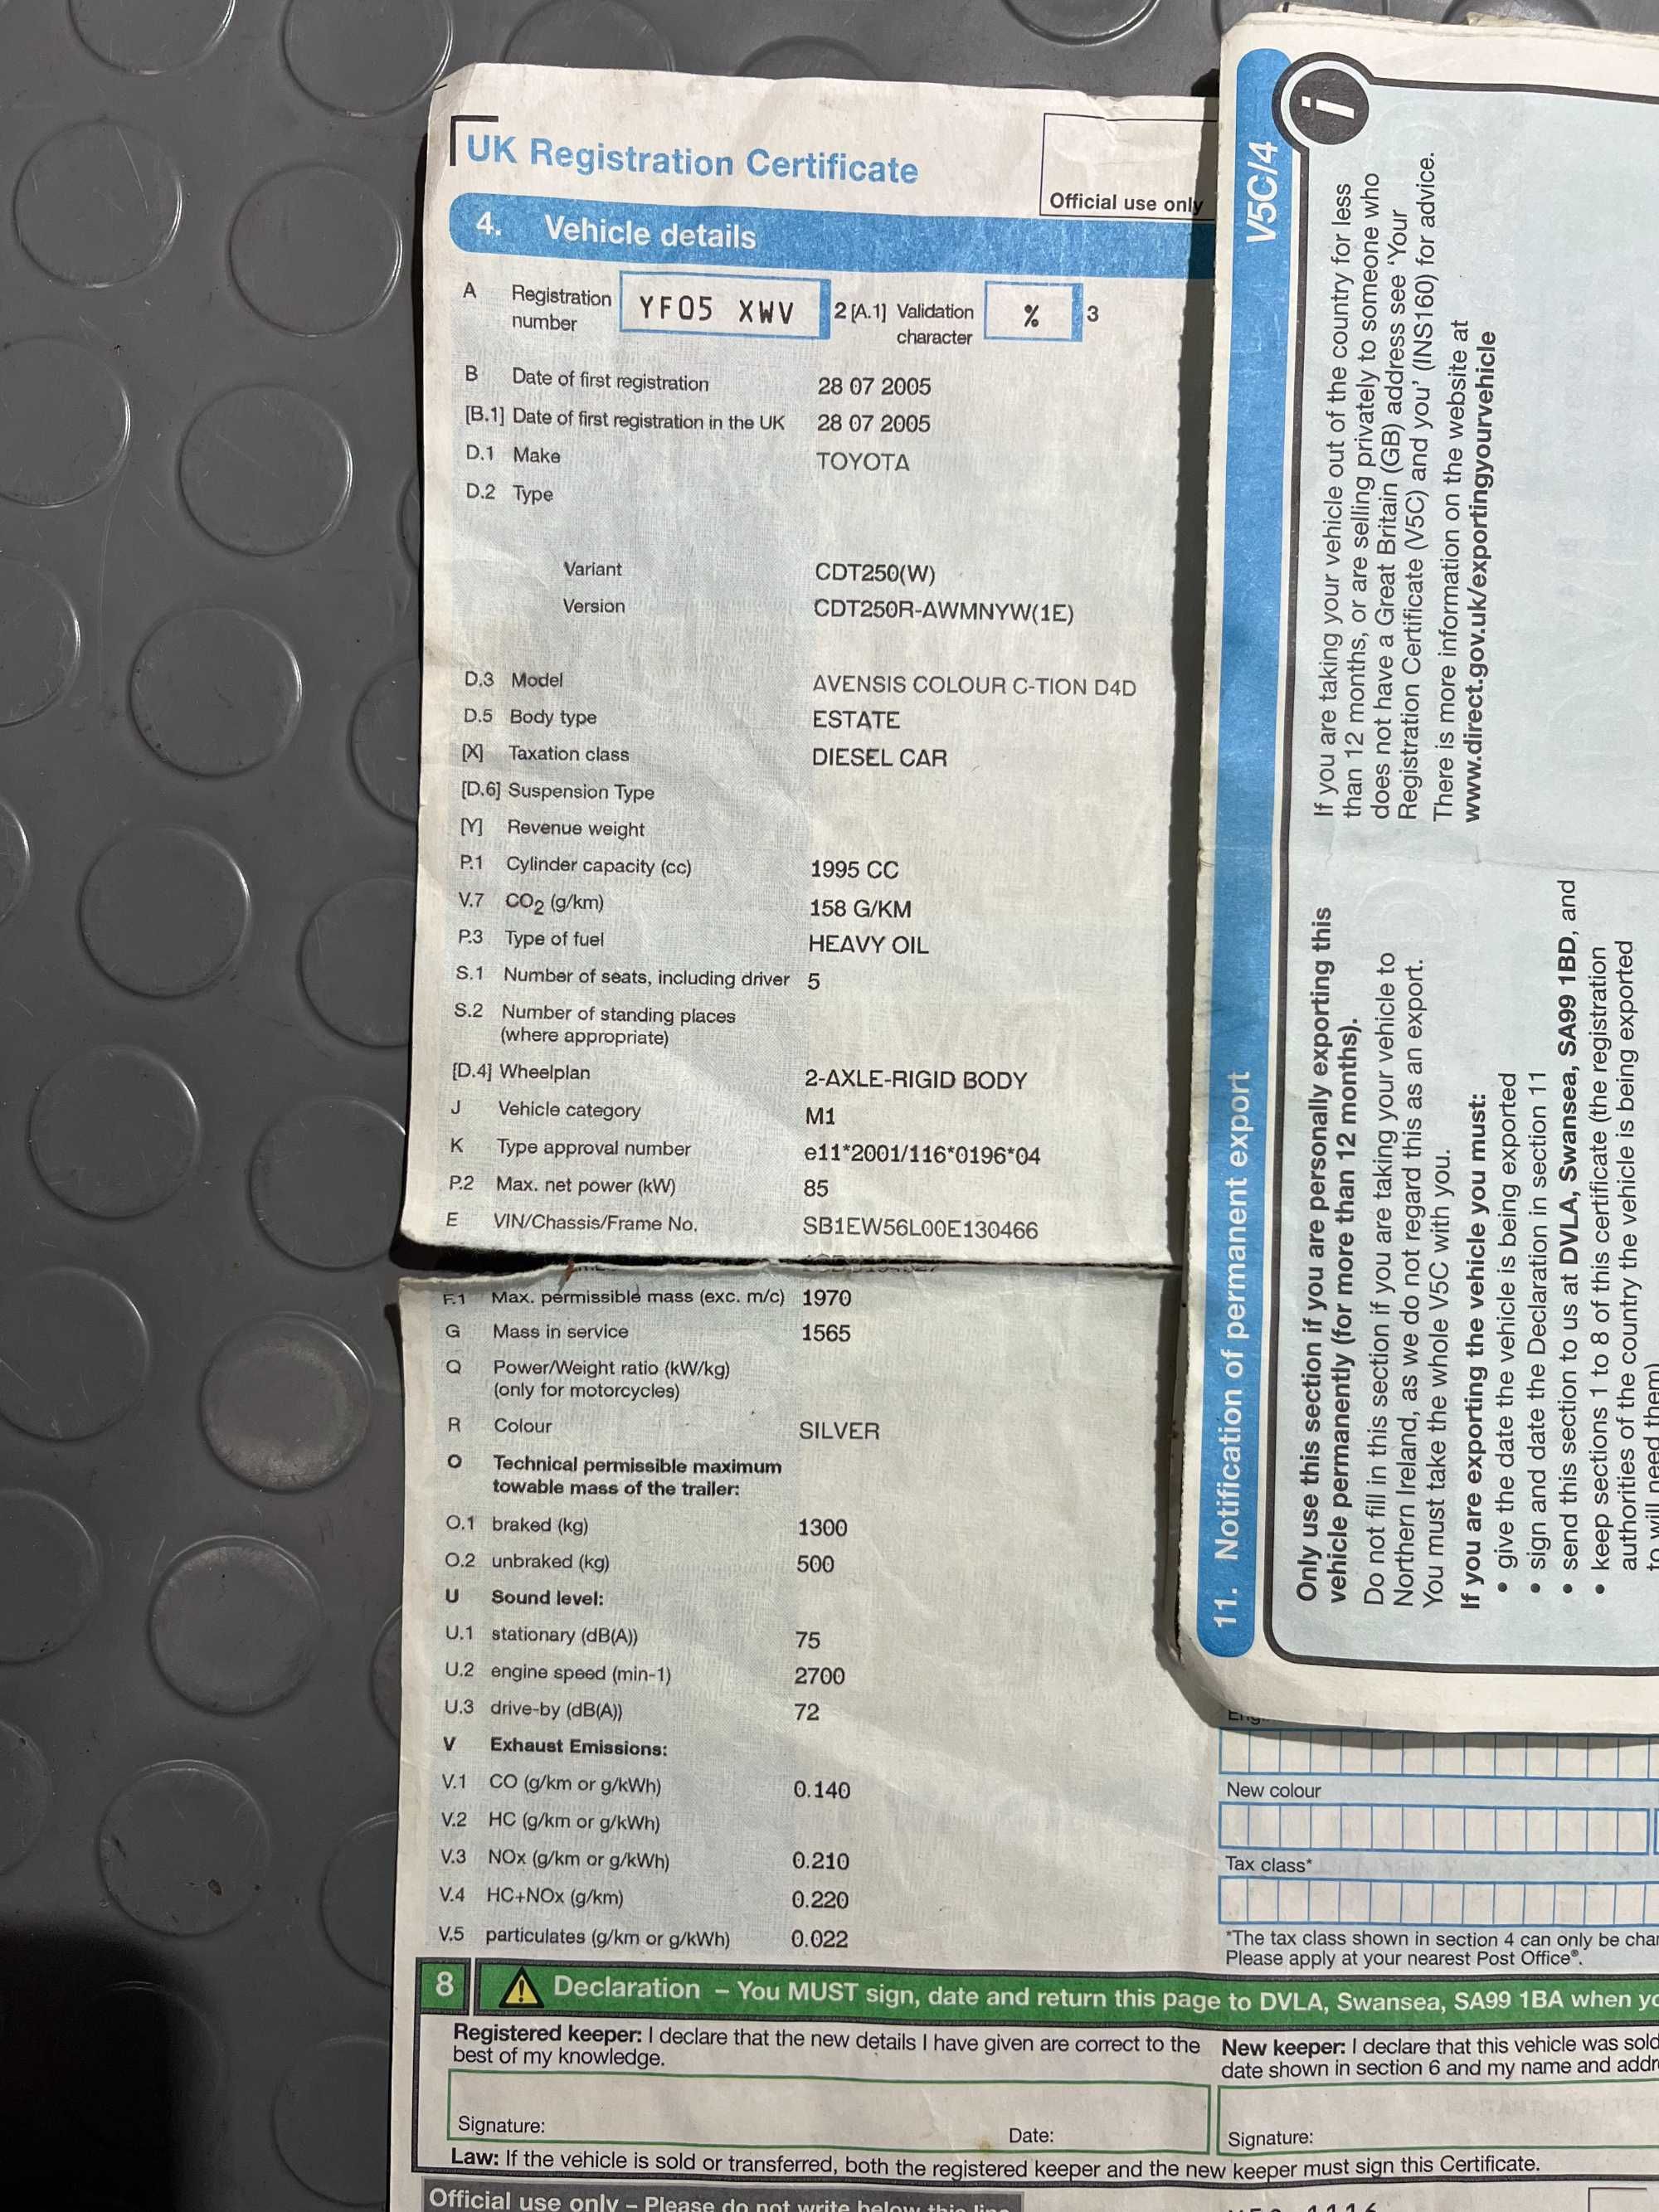 UK Registration Certificate
Official use only
4. Vehicle details
A Registration number YF05 XWV 2 [A.1] Validation character % 3
B Date of first registration 28 07 2005
[B.1] Date of first registration in the UK 28 07 2005
D.1 Make TOYOTA
D.2 Type
Variant CDT250(W)
Version CDT250R-AWMNYW(1E)
D.3 Model AVENSIS COLOUR C-TION D4D
D.5 Body type ESTATE
[X] Taxation class DIESEL CAR
[D.6] Suspension Type
[Y] Revenue weight
P.1 Cylinder capacity (cc) 1995 CC
V.7 CO2 (g/km) 158 G/KM
P.3 Type of fuel HEAVY OIL
S.1 Number of seats, including driver 5
S.2 Number of standing places
(where appropriate)
[D.4] Wheelplan 2-AXLE-RIGID BODY
J Vehicle category M1
K Type approval number e11*2001/116*0196*04
P.2 Max. net power (kW) 85
E VIN/Chassis/Frame No. SB1EW56L00E130466
F.1 Max. permissible mass (exc. m/c) 1970
G Mass in service 1565
Q Power/Weight ratio (kW/kg)
(only for motorcycles)
R Colour SILVER
O Technical permissible maximum
towable mass of the trailer:
O.1 braked (kg) 1300
O.2 unbraked (kg) 500
U Sound level:
U.1 stationary (dB(A)) 75
U.2 engine speed (min-1) 2700
U.3 drive-by (dB(A)) 72
V Exhaust Emissions:
V.1 CO (g/km or g/kWh) 0.140
V.2 HC (g/km or g/kWh)
V.3 NOx (g/km or g/kWh) 0.210
V.4 HC+NOx (g/km) 0.220
V.5 particulates (g/km or g/kWh) 0.022
11. Notification of permanent export V5C/4
i
Only use this section if you are personally exporting this
vehicle permanently (for more than 12 months).
Do not fill in this section if you are taking your vehicle to
Northern Ireland, as we do not regard this as an export.
You must take the whole V5C with you.
If you are exporting the vehicle you must:
• give the date the vehicle is being exported
• sign and date the Declaration in section 11
• send this section to us at DVLA, Swansea, SA99 1BD, and
• keep sections 1 to 8 of this certificate (the registration
authorities of the country the vehicle is being exported
to will need them)
If you are taking your vehicle out of the country for less
than 12 months, or are selling privately to someone who
does not have a Great Britain (GB) address see 'Your
Registration Certificate (V5C) and you' (INS160) for advice.
There is more information on the website at
www.direct.gov.uk/exportingyourvehicle
New colour
Tax class*
*The tax class shown in section 4 can only be
Please apply at your nearest Post Office®.
8 Declaration – You MUST sign, date and return this page to DVLA, Swansea, SA99 1BA when
Registered keeper: I declare that the new details I have given are correct to the
best of my knowledge.
Signature: Date:
New keeper: I declare that this vehicle was sold
date shown in section 6 and my name and
Signature:
Law: If the vehicle is sold or transferred, both the registered keeper and the new keeper must sign this Certificate.
Official use only – Please do not write below this line